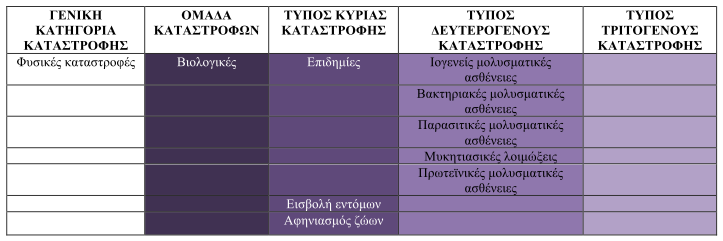 ΓΕΝΙΚΗ ΚΑΤΗΓΟΡΙΑ ΚΑΤΑΣΤΡΟΦΗΣ
ΟΜΑΔΑ ΚΑΤΑΣΤΡΟΦΩΝ
ΤΥΠΟΣ ΚΥΡΙΑΣ ΚΑΤΑΣΤΡΟΦΗΣ
ΤΥΠΟΣ ΔΕΥΤΕΡΟΓΕΝΟΥΣ ΚΑΤΑΣΤΡΟΦΗΣ
ΤΥΠΟΣ ΤΡΙΤΟΓΕΝΟΥΣ ΚΑΤΑΣΤΡΟΦΗΣ
Φυσικές καταστροφές
Βιολογικές
Επιδημίες
Ιογενείς μολυσματικές
ασθένειες
Βακτηριακές μολυσματικές
ασθένειες
Παρασιτικές μολυσματικές
ασθένειες
Μυκητιασικές λοιμώξεις
Πρωτεϊνικές μολυσματικές
ασθένειες
Εισβολή εντόμων
Αφηνιασμός ζώων